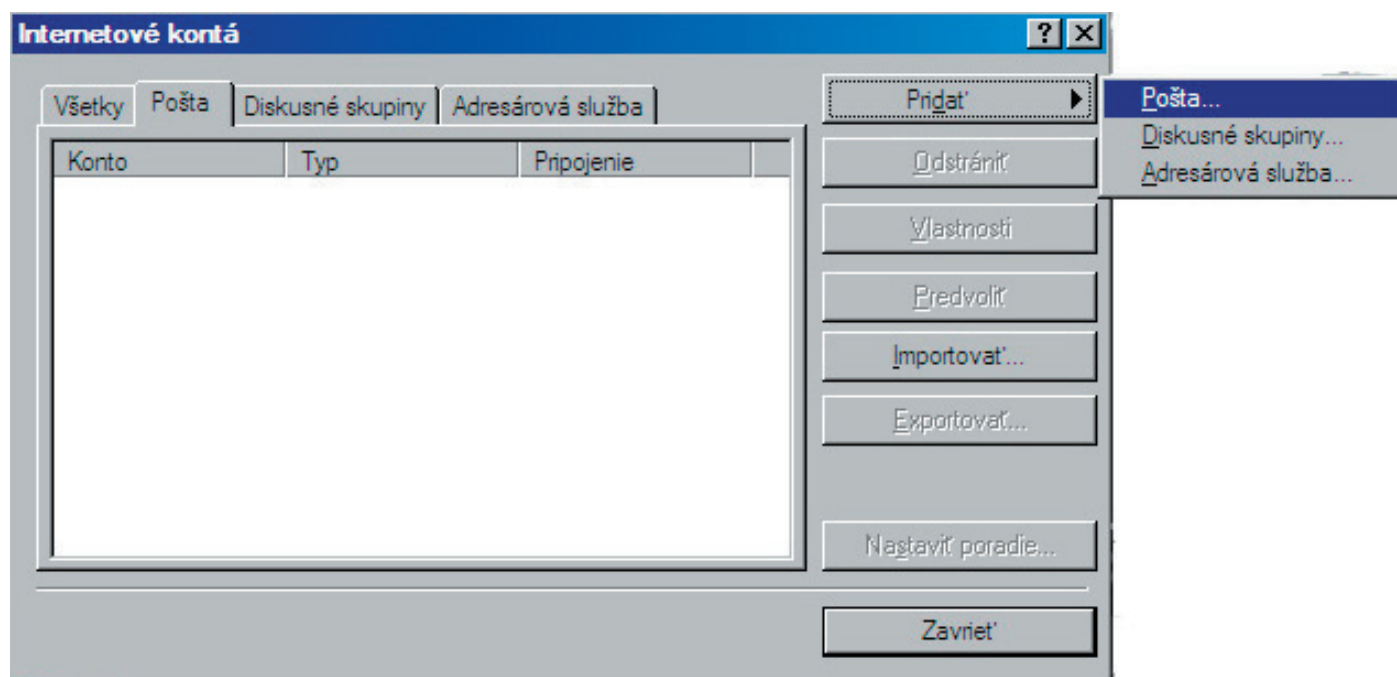 Internetové kontá
Všetky Pošta Diskusné skupiny Adresárová služba
Konto Typ Pripojenie
Pridať
Odstrániť
Vlastnosti
Predvoliť
Importovať...
Exportovať...
Nastaviť poradie...
Zavrieť
Pošta...
Diskusné skupiny...
Adresárová služba...